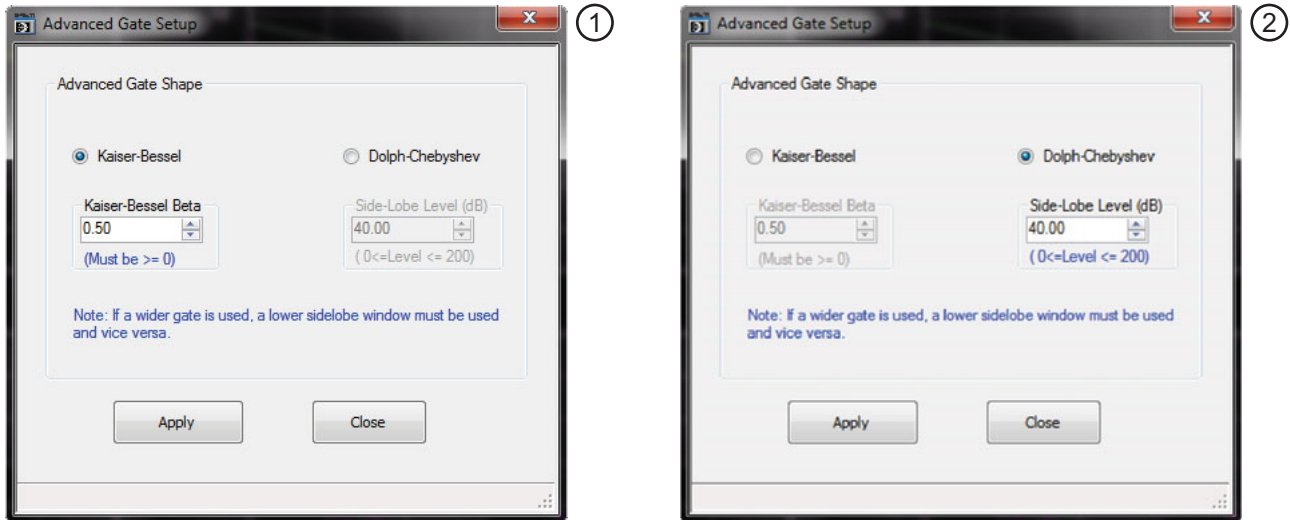 Advanced Gate Setup
1
Advanced Gate Shape
Kaiser-Bessel
Dolph-Chebyshev
Kaiser-Bessel Beta
Side-Lobe Level (dB)
0.50
40.00
(Must be >= 0)
( 0<=Level <= 200)
Note: If a wider gate is used, a lower sidelobe window must be used
and vice versa.
Apply
Close
Advanced Gate Setup
2
Advanced Gate Shape
Kaiser-Bessel
Dolph-Chebyshev
Kaiser-Bessel Beta
Side-Lobe Level (dB)
0.50
40.00
(Must be >= 0)
( 0<=Level <= 200)
Note: If a wider gate is used, a lower sidelobe window must be used
and vice versa.
Apply
Close